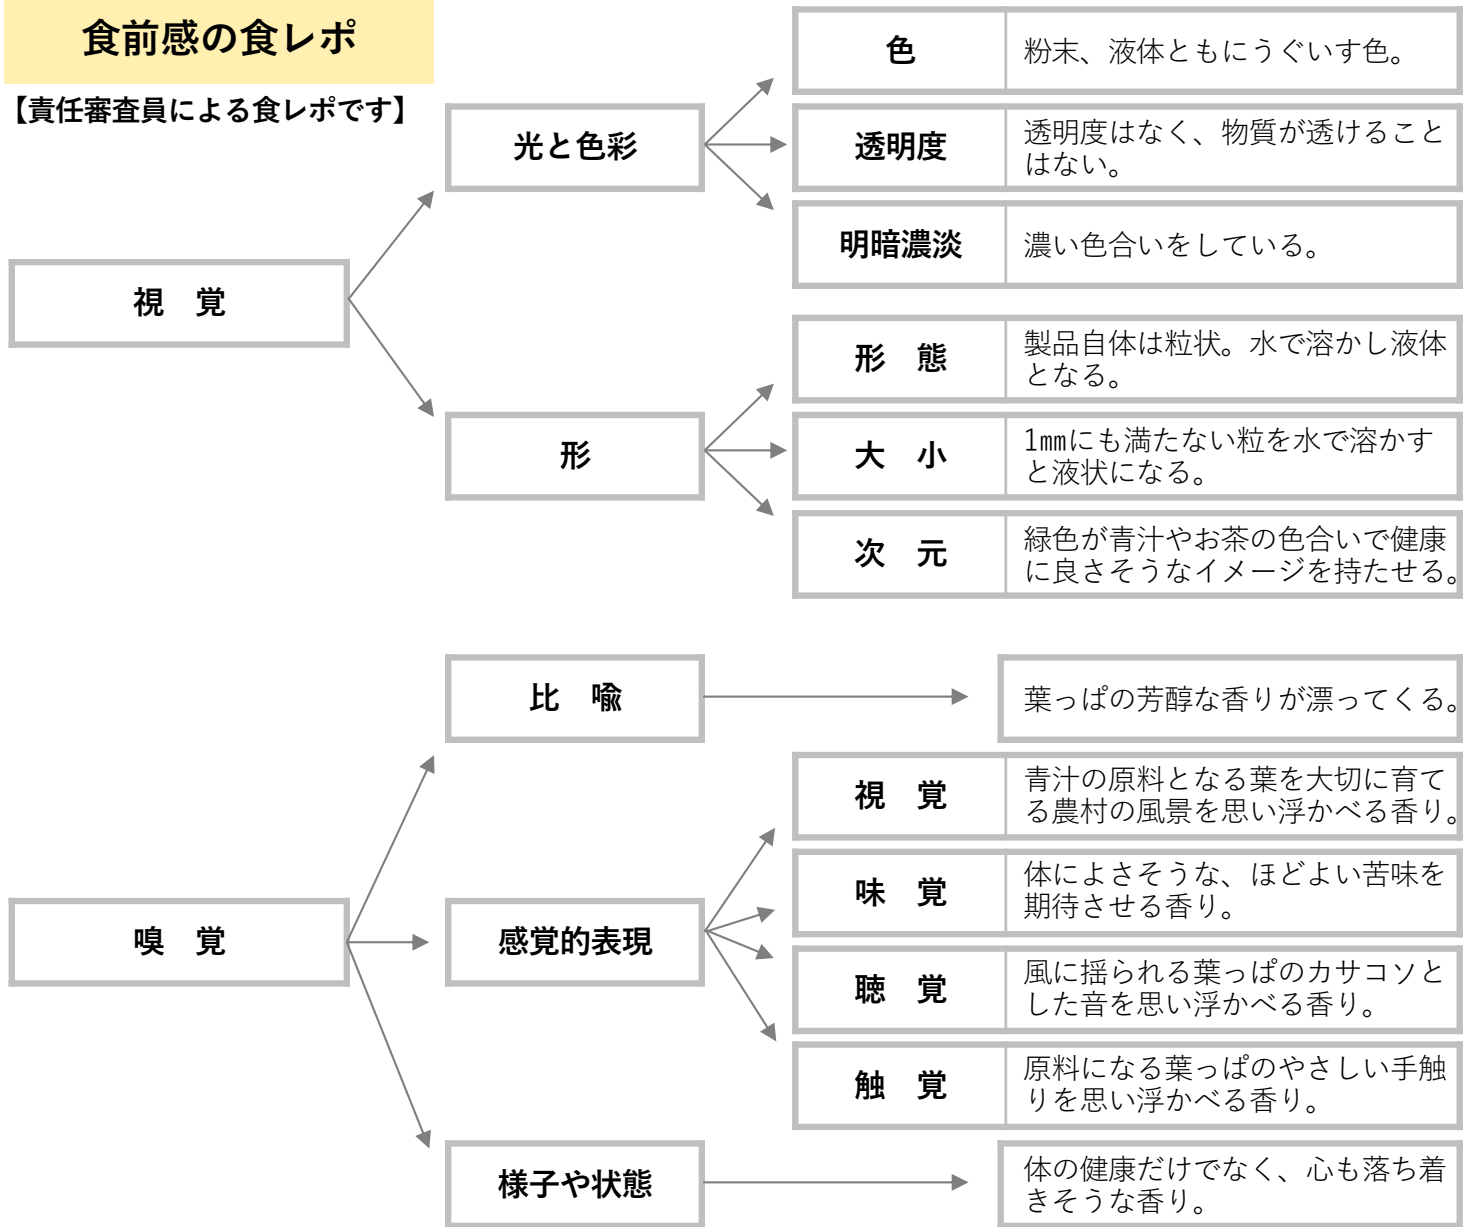 食前感の食レポ
【責任審査員による食レポです】
視　覚
光と色彩
色
粉末、液体ともにうぐいす色。
透明度
透明度はなく、物質が透けること
はない。
明暗濃淡
濃い色合いをしている。
形
形　態
製品自体は粒状。水で溶かし液体
となる。
大　小
1㎜にも満たない粒を水で溶かす
と液状になる。
次　元
緑色が青汁やお茶の色合いで健康
に良さそうなイメージを持たせる。
嗅　覚
比　喩
葉っぱの芳醇な香りが漂ってくる。
感覚的表現
視　覚
青汁の原料となる葉を大切に育て
る農村の風景を思い浮かべる香り。
味　覚
体によさそうな、ほどよい苦味を
期待させる香り。
聴　覚
風に揺られる葉っぱのカサコソと
した音を思い浮かべる香り。
触　覚
原料になる葉っぱのやさしい手触
りを思い浮かべる香り。
様子や状態
体の健康だけでなく、心も落ち着
きそうな香り。